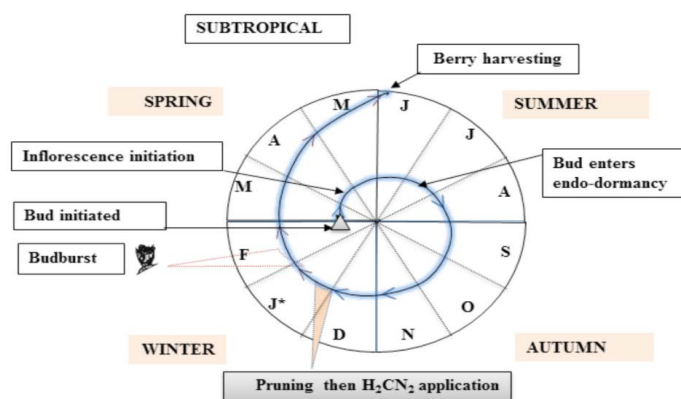 SUBTROPICAL
Berry harvesting
SPRING
M
J
SUMMER
A
J
Inflorescence initiation
Bud enters
endo-dormancy
M
A
Bud initiated
Budburst
F
S
J*
O
D
N
WINTER
AUTUMN
Pruning then H₂CN₂ application